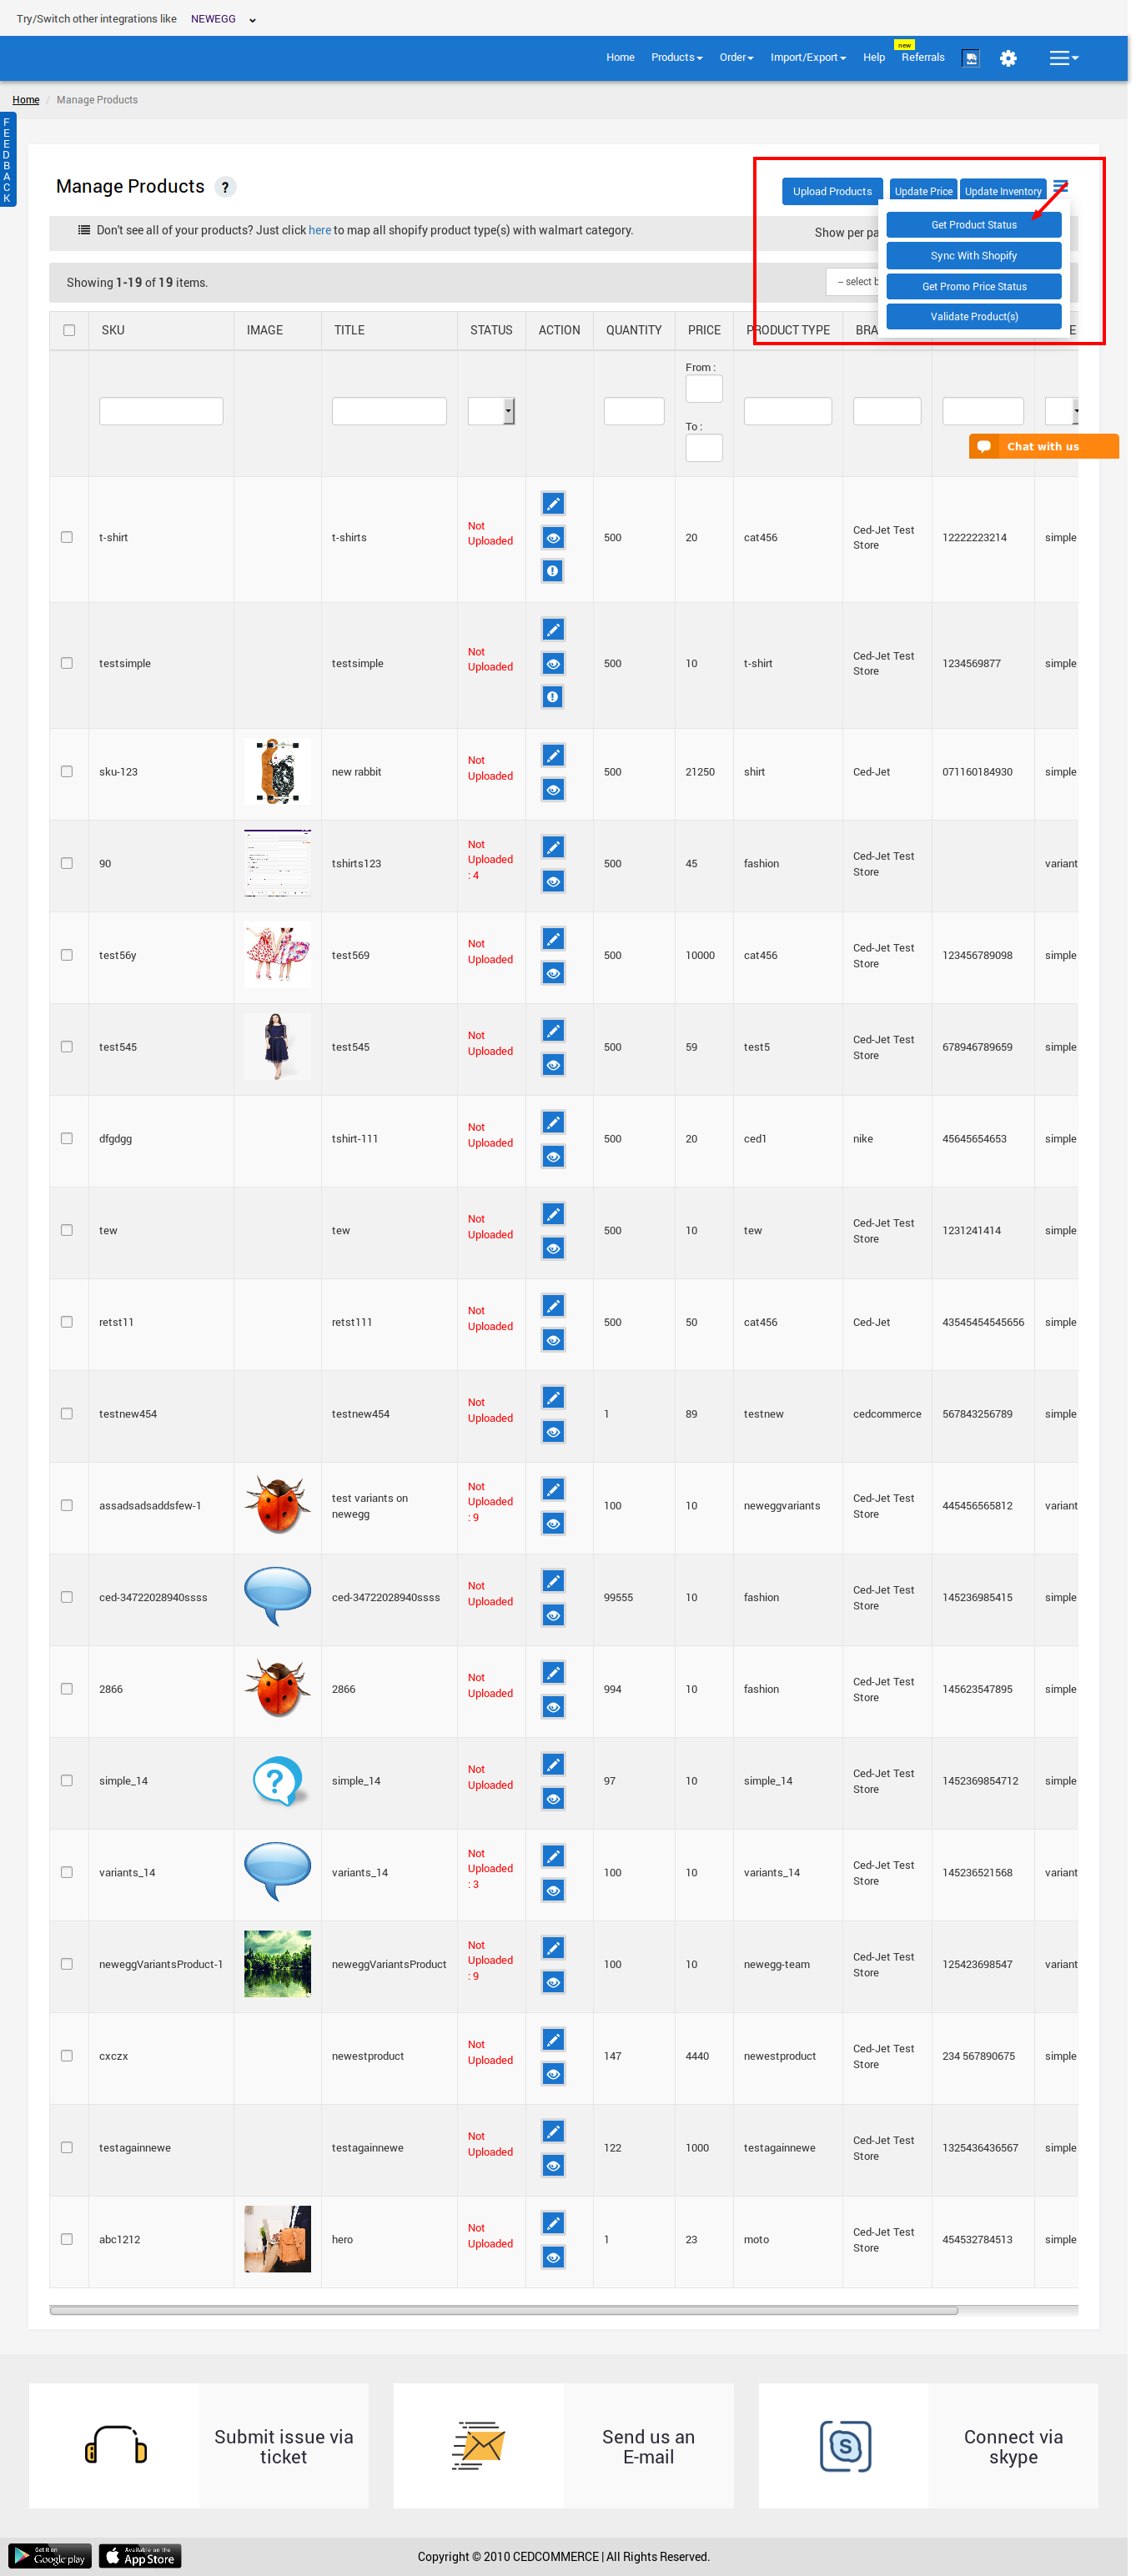 Try/Switch other integrations like NEWEGG
new
Home Products Order Import/Export Help Referrals
Home / Manage Products
FEEDBACK
Manage Products ?
Upload Products Update Price Update Inventory
Don't see all of your products? Just click here to map all shopify product type(s) with walmart category.
Show per pa
Get Product Status
Sync With Shopify
Get Promo Price Status
Validate Product(s)
Showing 1-19 of 19 items.
-- select b
SKU IMAGE TITLE STATUS ACTION QUANTITY PRICE PRODUCT TYPE BRA E
From :
To :
Chat with us
t-shirt t-shirts Not Uploaded 500 20 cat456 Ced-Jet Test Store 12222223214 simple
testsimple testsimple Not Uploaded 500 10 t-shirt Ced-Jet Test Store 1234569877 simple
sku-123 new rabbit Not Uploaded 500 21250 shirt Ced-Jet 071160184930 simple
90 tshirts123 Not Uploaded : 4 500 45 fashion Ced-Jet Test Store variant
test56y test569 Not Uploaded 500 10000 cat456 Ced-Jet Test Store 123456789098 simple
test545 test545 Not Uploaded 500 59 test5 Ced-Jet Test Store 678946789659 simple
dfgdgg tshirt-111 Not Uploaded 500 20 ced1 nike 45645654653 simple
tew tew Not Uploaded 500 10 tew Ced-Jet Test Store 1231241414 simple
retst11 retst111 Not Uploaded 500 50 cat456 Ced-Jet 43545454545656 simple
testnew454 testnew454 Not Uploaded 1 89 testnew cedcommerce 567843256789 simple
assadsadsaddsfew-1 test variants on newegg Not Uploaded : 9 100 10 neweggvariants Ced-Jet Test Store 445456565812 variant
ced-34722028940ssss ced-34722028940ssss Not Uploaded 99555 10 fashion Ced-Jet Test Store 145236985415 simple
2866 2866 Not Uploaded 994 10 fashion Ced-Jet Test Store 145623547895 simple
simple_14 simple_14 Not Uploaded 97 10 simple_14 Ced-Jet Test Store 1452369854712 simple
variants_14 variants_14 Not Uploaded : 3 100 10 variants_14 Ced-Jet Test Store 145236521568 variant
neweggVariantsProduct-1 neweggVariantsProduct Not Uploaded : 9 100 10 newegg-team Ced-Jet Test Store 125423698547 variant
cxczx newestproduct Not Uploaded 147 4440 newestproduct Ced-Jet Test Store 234 567890675 simple
testagainnewe testagainnewe Not Uploaded 122 1000 testagainnewe Ced-Jet Test Store 1325436436567 simple
abc1212 hero Not Uploaded 1 23 moto Ced-Jet Test Store 454532784513 simple
Submit issue via ticket
Send us an E-mail
Connect via skype
Get it on Google play
Available on the App Store
Copyright © 2010 CEDCOMMERCE | All Rights Reserved.